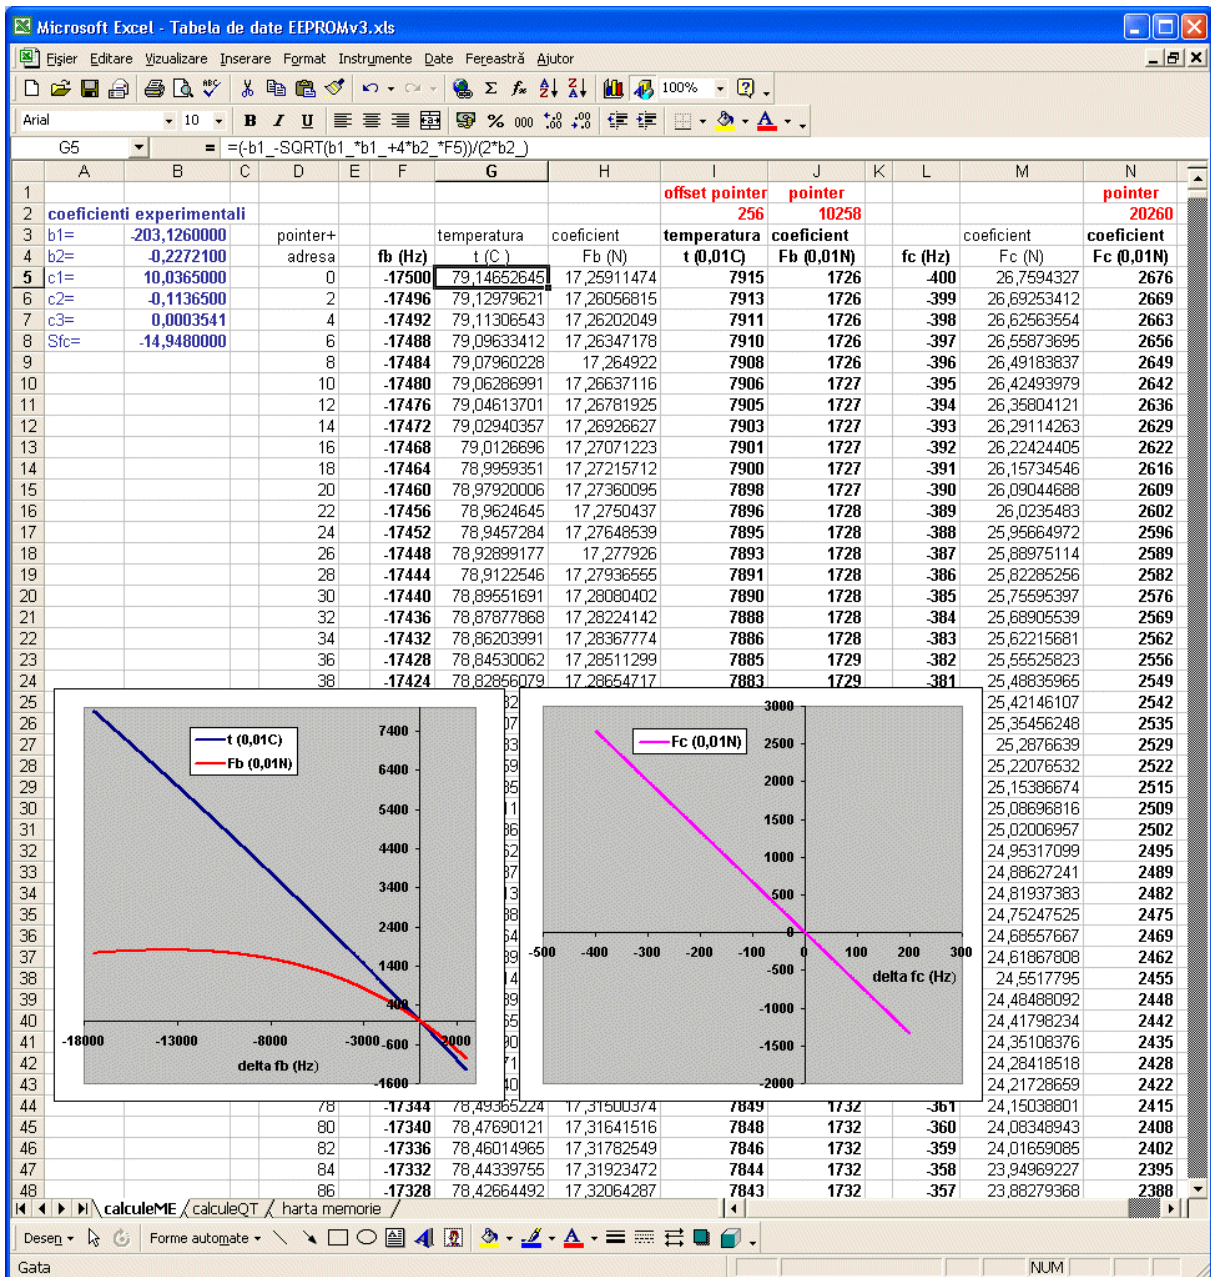 Microsoft Excel - Tabela de date EEPROMv3.xls
Fişier Editare Vizualizare Inserare Format Instrumente Date Fereastră Ajutor
100%
Arial 10 B I U % 000
G5 = =(-b1_-SQRT(b1_*b1_+4*b2_*F5))/(2*b2_)
A B C D E F G H I J K L M N
1 offset pointer pointer pointer
2 coeficienti experimentali 256 10258 20260
3 b1= -203,1260000 pointer+ temperatura coeficient temperatura coeficient coeficient coeficient
4 b2= -0,2272100 adresa fb (Hz) t (C ) Fb (N) t (0,01C) Fb (0,01N) fc (Hz) Fc (N) Fc (0,01N)
5 c1= 10,0365000 0 -17500 79,14652645 17,25911474 7915 1726 -400 26,7594327 2676
6 c2= -0,1136500 2 -17496 79,12979621 17,26056815 7913 1726 -399 26,69253412 2669
7 c3= 0,0003541 4 -17492 79,11306543 17,26202049 7911 1726 -398 26,62563554 2663
8 Sfc= -14,9480000 6 -17488 79,09633412 17,26347178 7910 1726 -397 26,55873695 2656
9 8 -17484 79,07960228 17,264922 7908 1726 -396 26,49183837 2649
10 10 -17480 79,06286991 17,26637116 7906 1727 -395 26,42493979 2642
11 12 -17476 79,04613701 17,26781925 7905 1727 -394 26,35804121 2636
12 14 -17472 79,02940357 17,26926627 7903 1727 -393 26,29114263 2629
13 16 -17468 79,0126696 17,27071223 7901 1727 -392 26,22424405 2622
14 18 -17464 78,9959351 17,27215712 7900 1727 -391 26,15734546 2616
15 20 -17460 78,97920006 17,27360095 7898 1727 -390 26,09044688 2609
16 22 -17456 78,9624645 17,2750437 7896 1728 -389 26,0235483 2602
17 24 -17452 78,9457284 17,27648539 7895 1728 -388 25,95664972 2596
18 26 -17448 78,92899177 17,277926 7893 1728 -387 25,88975114 2589
19 28 -17444 78,9122546 17,27936555 7891 1728 -386 25,82285256 2582
20 30 -17440 78,89551691 17,28080402 7890 1728 -385 25,75595397 2576
21 32 -17436 78,87877868 17,28224142 7888 1728 -384 25,68905539 2569
22 34 -17432 78,86203991 17,28367774 7886 1728 -383 25,62215681 2562
23 36 -17428 78,84530062 17,28511299 7885 1729 -382 25,55525823 2556
24 38 -17424 78,82856079 17,28654717 7883 1729 -381 25,48835965 2549
25 25,42146107 2542
26 25,35456248 2535
27 25,2876639 2529
28 25,22076532 2522
29 25,15386674 2515
30 25,08696816 2509
31 25,02006957 2502
32 24,95317099 2495
33 24,88627241 2489
34 24,81937383 2482
35 24,75247525 2475
36 24,68557667 2469
37 24,61867808 2462
38 24,5517795 2455
39 24,48488092 2448
40 24,41798234 2442
41 24,35108376 2435
42 24,28418518 2428
43 24,21728659 2422
t (0,01C)
Fb (0,01N)
7400
6400
5400
4400
3400
2400
1400
400
-600
-1600
-18000 -13000 -8000 -3000 2000
delta fb (Hz)
Fc (0,01N)
3000
2500
2000
1500
1000
500
0
-500
-1000
-1500
-2000
-500 -400 -300 -200 -100 0 100 200 300
delta fc (Hz)
44 78 -17344 78,49365224 17,31500374 7849 1732 -361 24,15038801 2415
45 80 -17340 78,47690121 17,31641516 7848 1732 -360 24,08348943 2408
46 82 -17336 78,46014965 17,31782549 7846 1732 -359 24,01659085 2402
47 84 -17332 78,44339755 17,31923472 7844 1732 -358 23,94969227 2395
48 86 -17328 78,42664492 17,32064287 7843 1732 -357 23,88279368 2388
calculeME calculeQT harta memorie
Desen Forme automate
Gata NUM